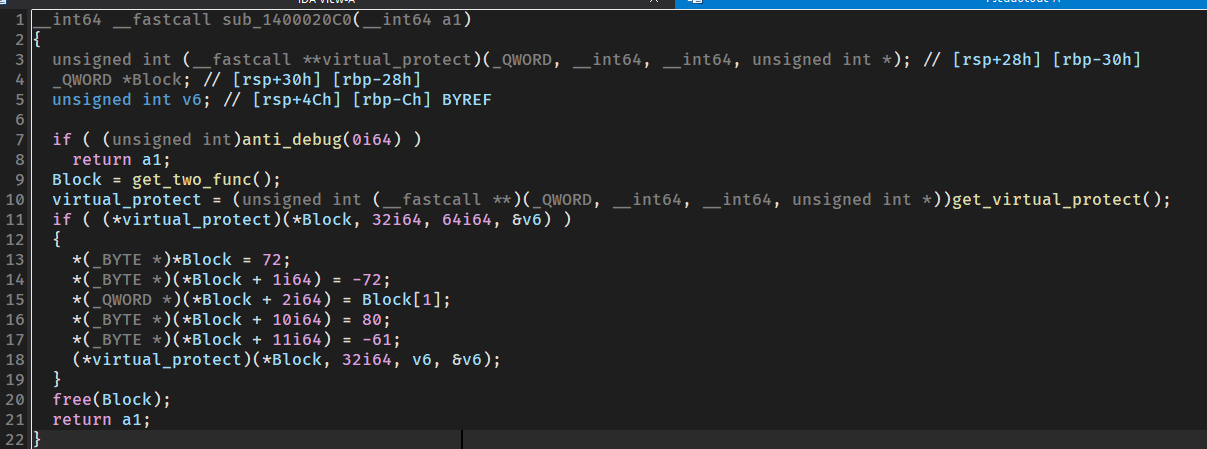 IDA View-A
Pseudocode-A
1 __int64 __fastcall sub_1400020C0(__int64 a1)
2 {
3 unsigned int (__fastcall **virtual_protect)(_QWORD, __int64, __int64, unsigned int *); // [rsp+28h] [rbp-30h]
4 _QWORD *Block; // [rsp+30h] [rbp-28h]
5 unsigned int v6; // [rsp+4Ch] [rbp-Ch] BYREF
6
7 if ( (unsigned int)anti_debug(0i64) )
8 return a1;
9 Block = get_two_func();
10 virtual_protect = (unsigned int (__fastcall **)(_QWORD, __int64, __int64, unsigned int *))get_virtual_protect();
11 if ( (*virtual_protect)(*Block, 32i64, 64i64, &v6) )
12 {
13 *(_BYTE *)*Block = 72;
14 *(_BYTE *)(*Block + 1i64) = -72;
15 *(_QWORD *)(*Block + 2i64) = Block[1];
16 *(_BYTE *)(*Block + 10i64) = 80;
17 *(_BYTE *)(*Block + 11i64) = -61;
18 (*virtual_protect)(*Block, 32i64, v6, &v6);
19 }
20 free(Block);
21 return a1;
22 }